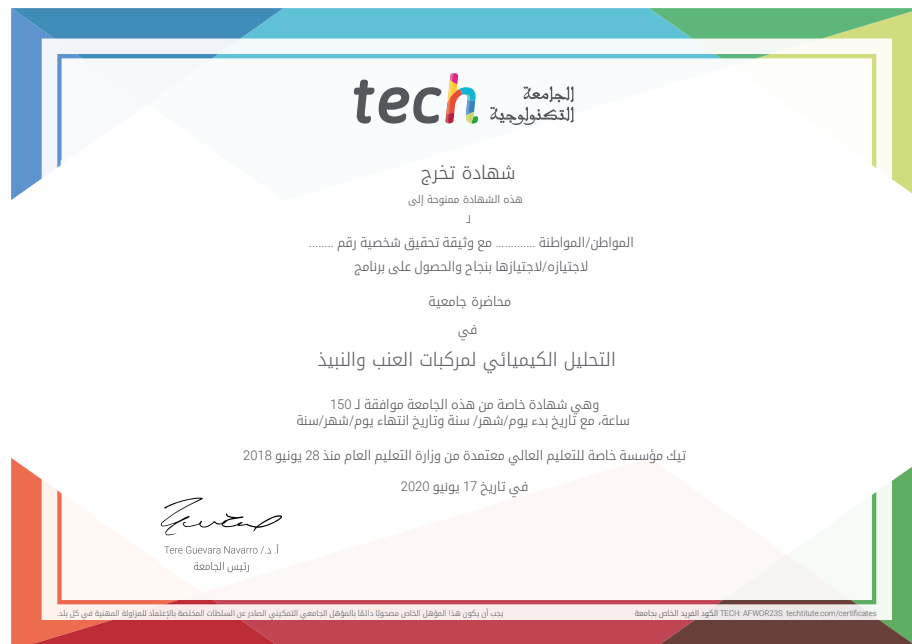 tech الجامعة
التكنولوجية
شهادة تخرج
هذه الشهادة ممنوحة إلى
لـ
المواطن/المواطنة ............. مع وثيقة تحقيق شخصية رقم ........
لاجتيازه/لاجتيازها بنجاح والحصول على برنامج
محاضرة جامعية
في
التحليل الكيميائي لمركبات العنب والنبيذ
وهي شهادة خاصة من هذه الجامعة موافقة لـ 150
ساعة، مع تاريخ بدء يوم/شهر/ سنة وتاريخ انتهاء يوم/شهر/سنة
تيك مؤسسة خاصة للتعليم العالي معتمدة من وزارة التعليم العام منذ 28 يونيو 2018
في تاريخ 17 يونيو 2020
أ. د./ Tere Guevara Navarro
رئيس الجامعة
يجب أن يكون هذا المؤهل الخاص مصحوبًا دائمًا بالمؤهل الجامعي التمكيني الصادر عن السلطات المختصة بالإعتماد للمزاولة المهنية في كل بلد.
الكود الفريد الخاص بجامعة TECH: AFWOR23S techtitute.com/certificates